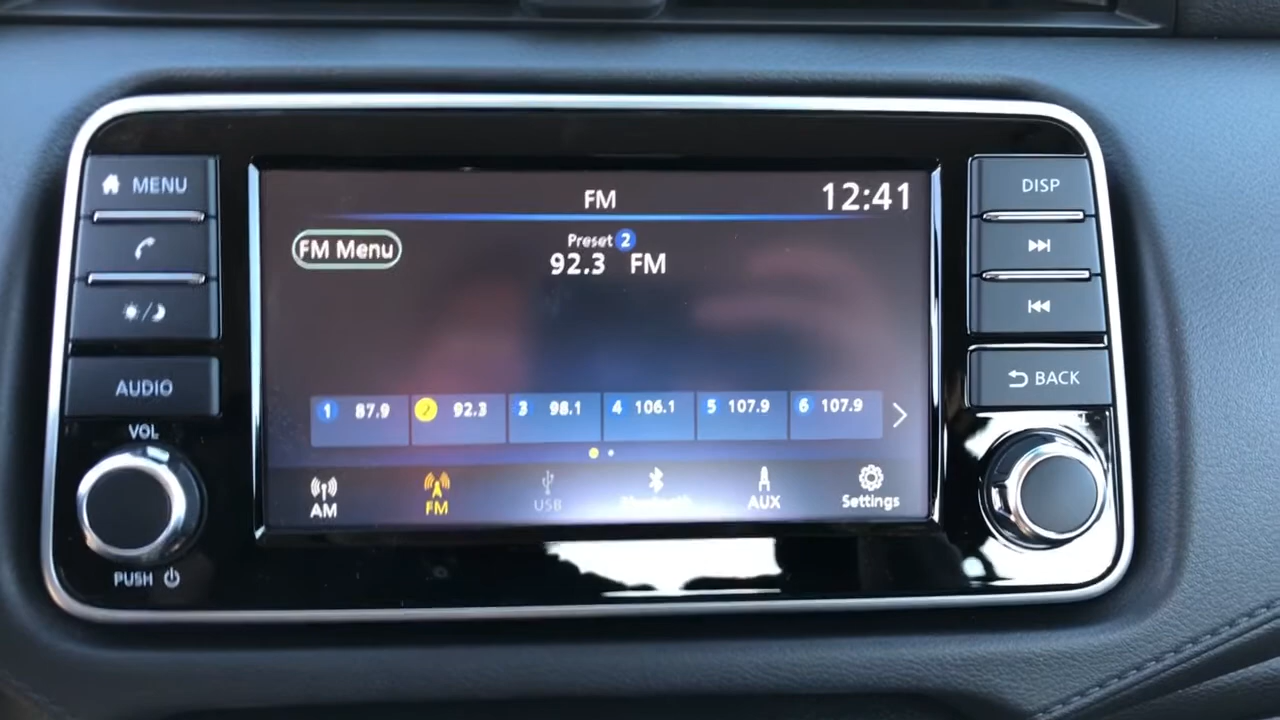 MENU
DISP
FM
12:41
FM Menu
Preset 2
92.3 FM
AUDIO
BACK
1 87.9
2 92.3
3 98.1
4 106.1
5 107.9
6 107.9
VOL
AM
FM
USB
Bluetooth
AUX
Settings
PUSH